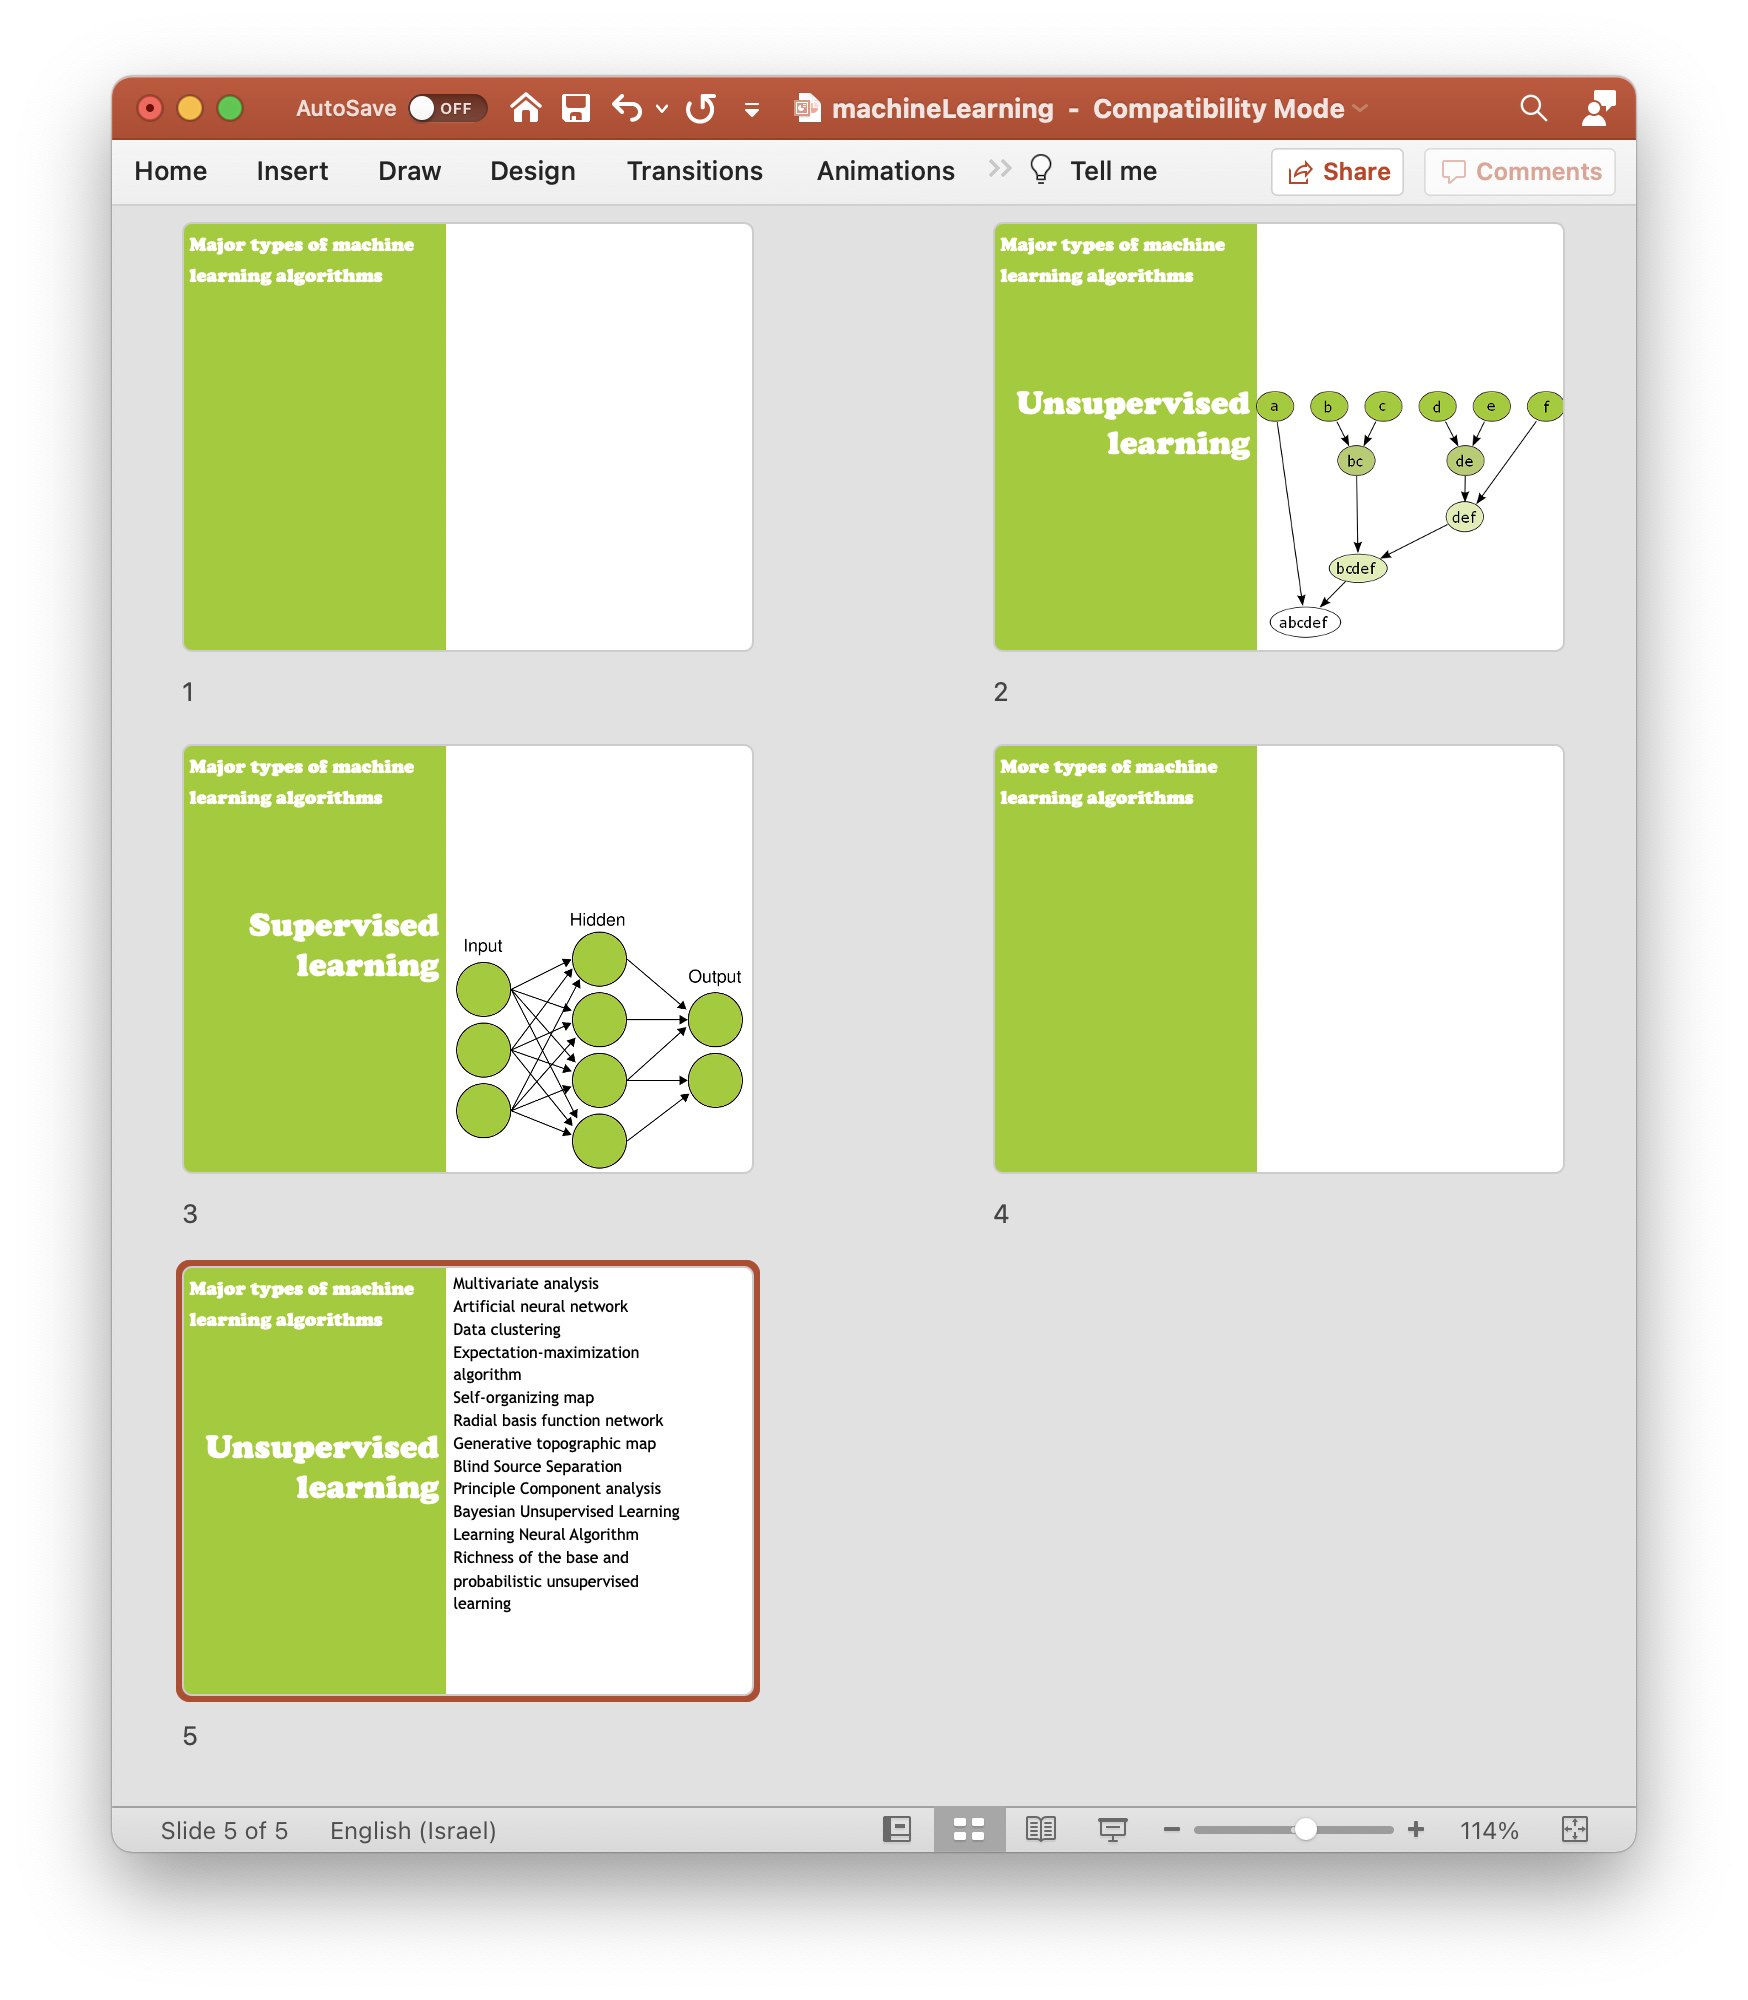 AutoSave OFF machineLearning - Compatibility Mode
Home Insert Draw Design Transitions Animations Tell me Share Comments
Major types of machine
learning algorithms
1
Major types of machine
learning algorithms
Unsupervised
learning
a b c d e f
bc de
def
bcdef
abcdef
2
Major types of machine
learning algorithms
Supervised
learning
Hidden
Input
Output
3
More types of machine
learning algorithms
4
Major types of machine
learning algorithms
Unsupervised
learning
Multivariate analysis
Artificial neural network
Data clustering
Expectation-maximization
algorithm
Self-organizing map
Radial basis function network
Generative topographic map
Blind Source Separation
Principle Component analysis
Bayesian Unsupervised Learning
Learning Neural Algorithm
Richness of the base and
probabilistic unsupervised
learning
5
Slide 5 of 5 English (Israel) 114%